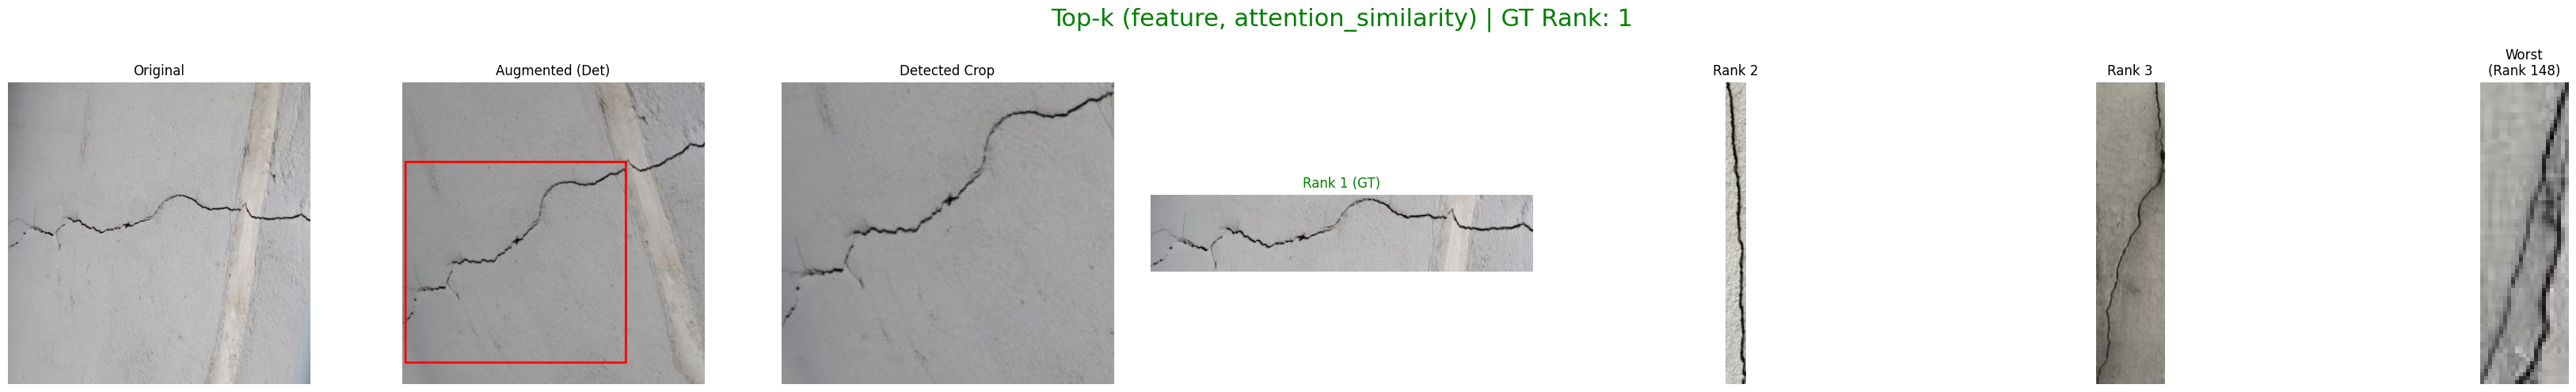 Top-k (feature, attention_similarity) | GT Rank: 1
Original
Augmented (Det)
Detected Crop
Rank 1 (GT)
Rank 2
Rank 3
Worst
(Rank 148)